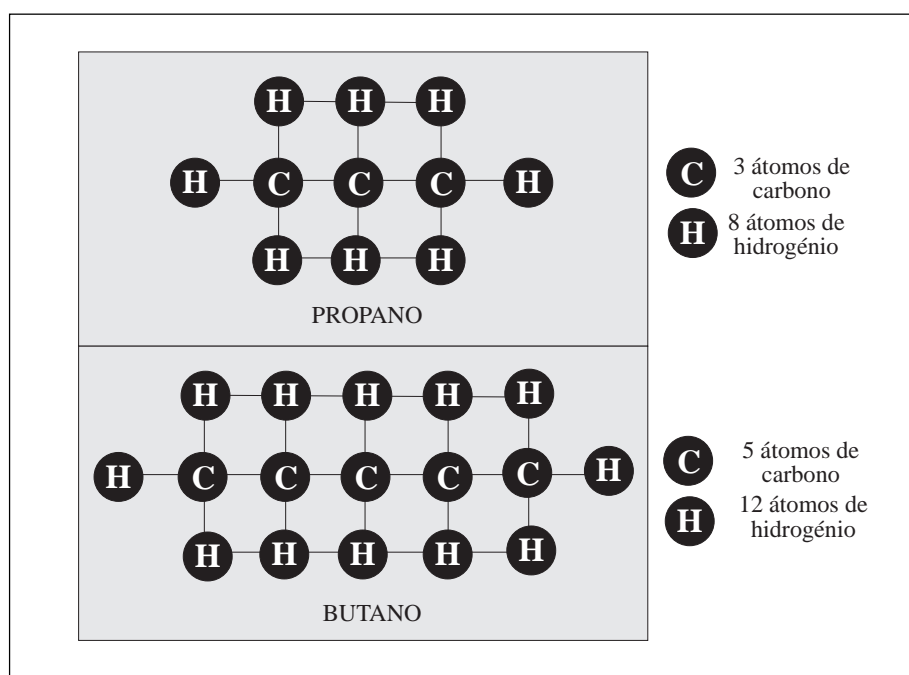 H H H
H C C C H
H H H
PROPANO
C 3 átomos de
carbono
H 8 átomos de
hidrogénio
H H H H H
H C C C C C H
H H H H H
BUTANO
C 5 átomos de
carbono
H 12 átomos de
hidrogénio